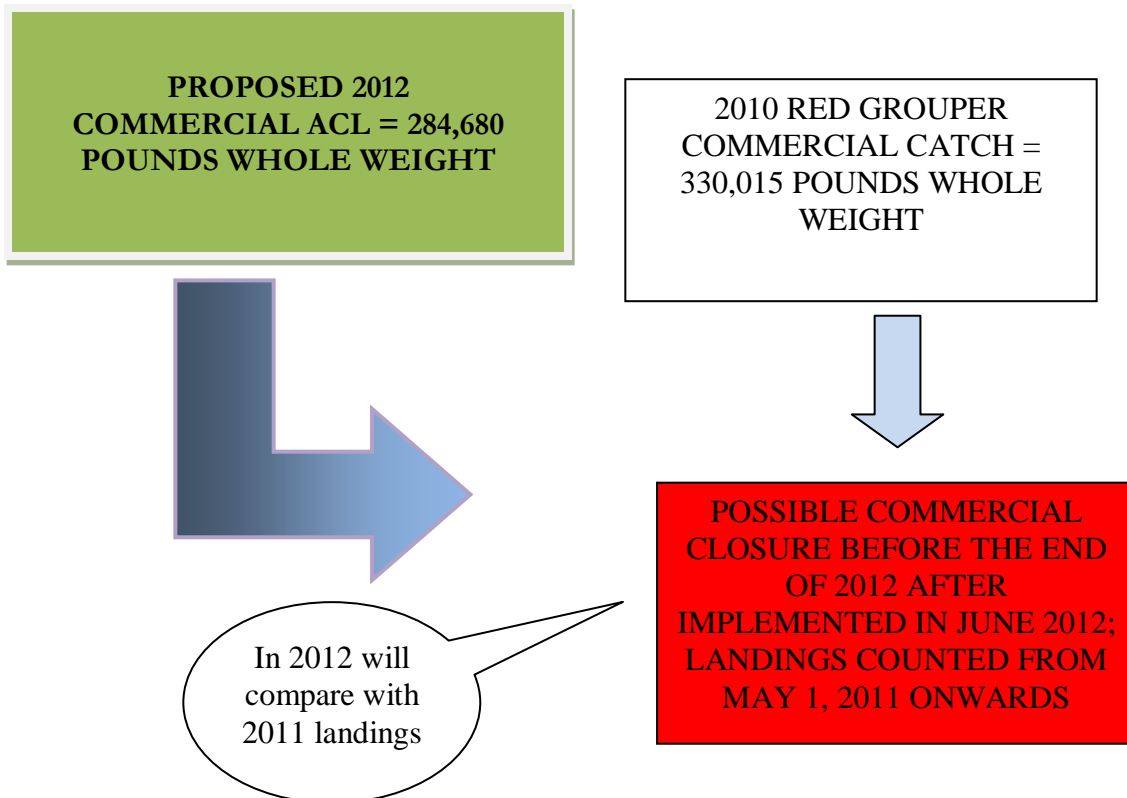 PROPOSED 2012
COMMERCIAL ACL = 284,680
POUNDS WHOLE WEIGHT
2010 RED GROUPER
COMMERCIAL CATCH =
330,015 POUNDS WHOLE
WEIGHT
POSSIBLE COMMERCIAL
CLOSURE BEFORE THE END
OF 2012 AFTER
IMPLEMENTED IN JUNE 2012;
LANDINGS COUNTED FROM
MAY 1, 2011 ONWARDS
In 2012 will
compare with
2011 landings